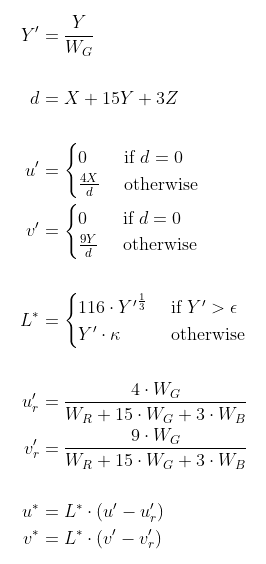 Y′ = Y / W_G
d = X + 15Y + 3Z
u′ = { 0 if d = 0
4X / d otherwise
v′ = { 0 if d = 0
9Y / d otherwise
L* = { 116 · Y′^(1/3) if Y′ > ϵ
Y′ · κ otherwise
u′_r = 4 · W_G / (W_R + 15 · W_G + 3 · W_B)
v′_r = 9 · W_G / (W_R + 15 · W_G + 3 · W_B)
u* = L* · (u′ − u′_r)
v* = L* · (v′ − v′_r)